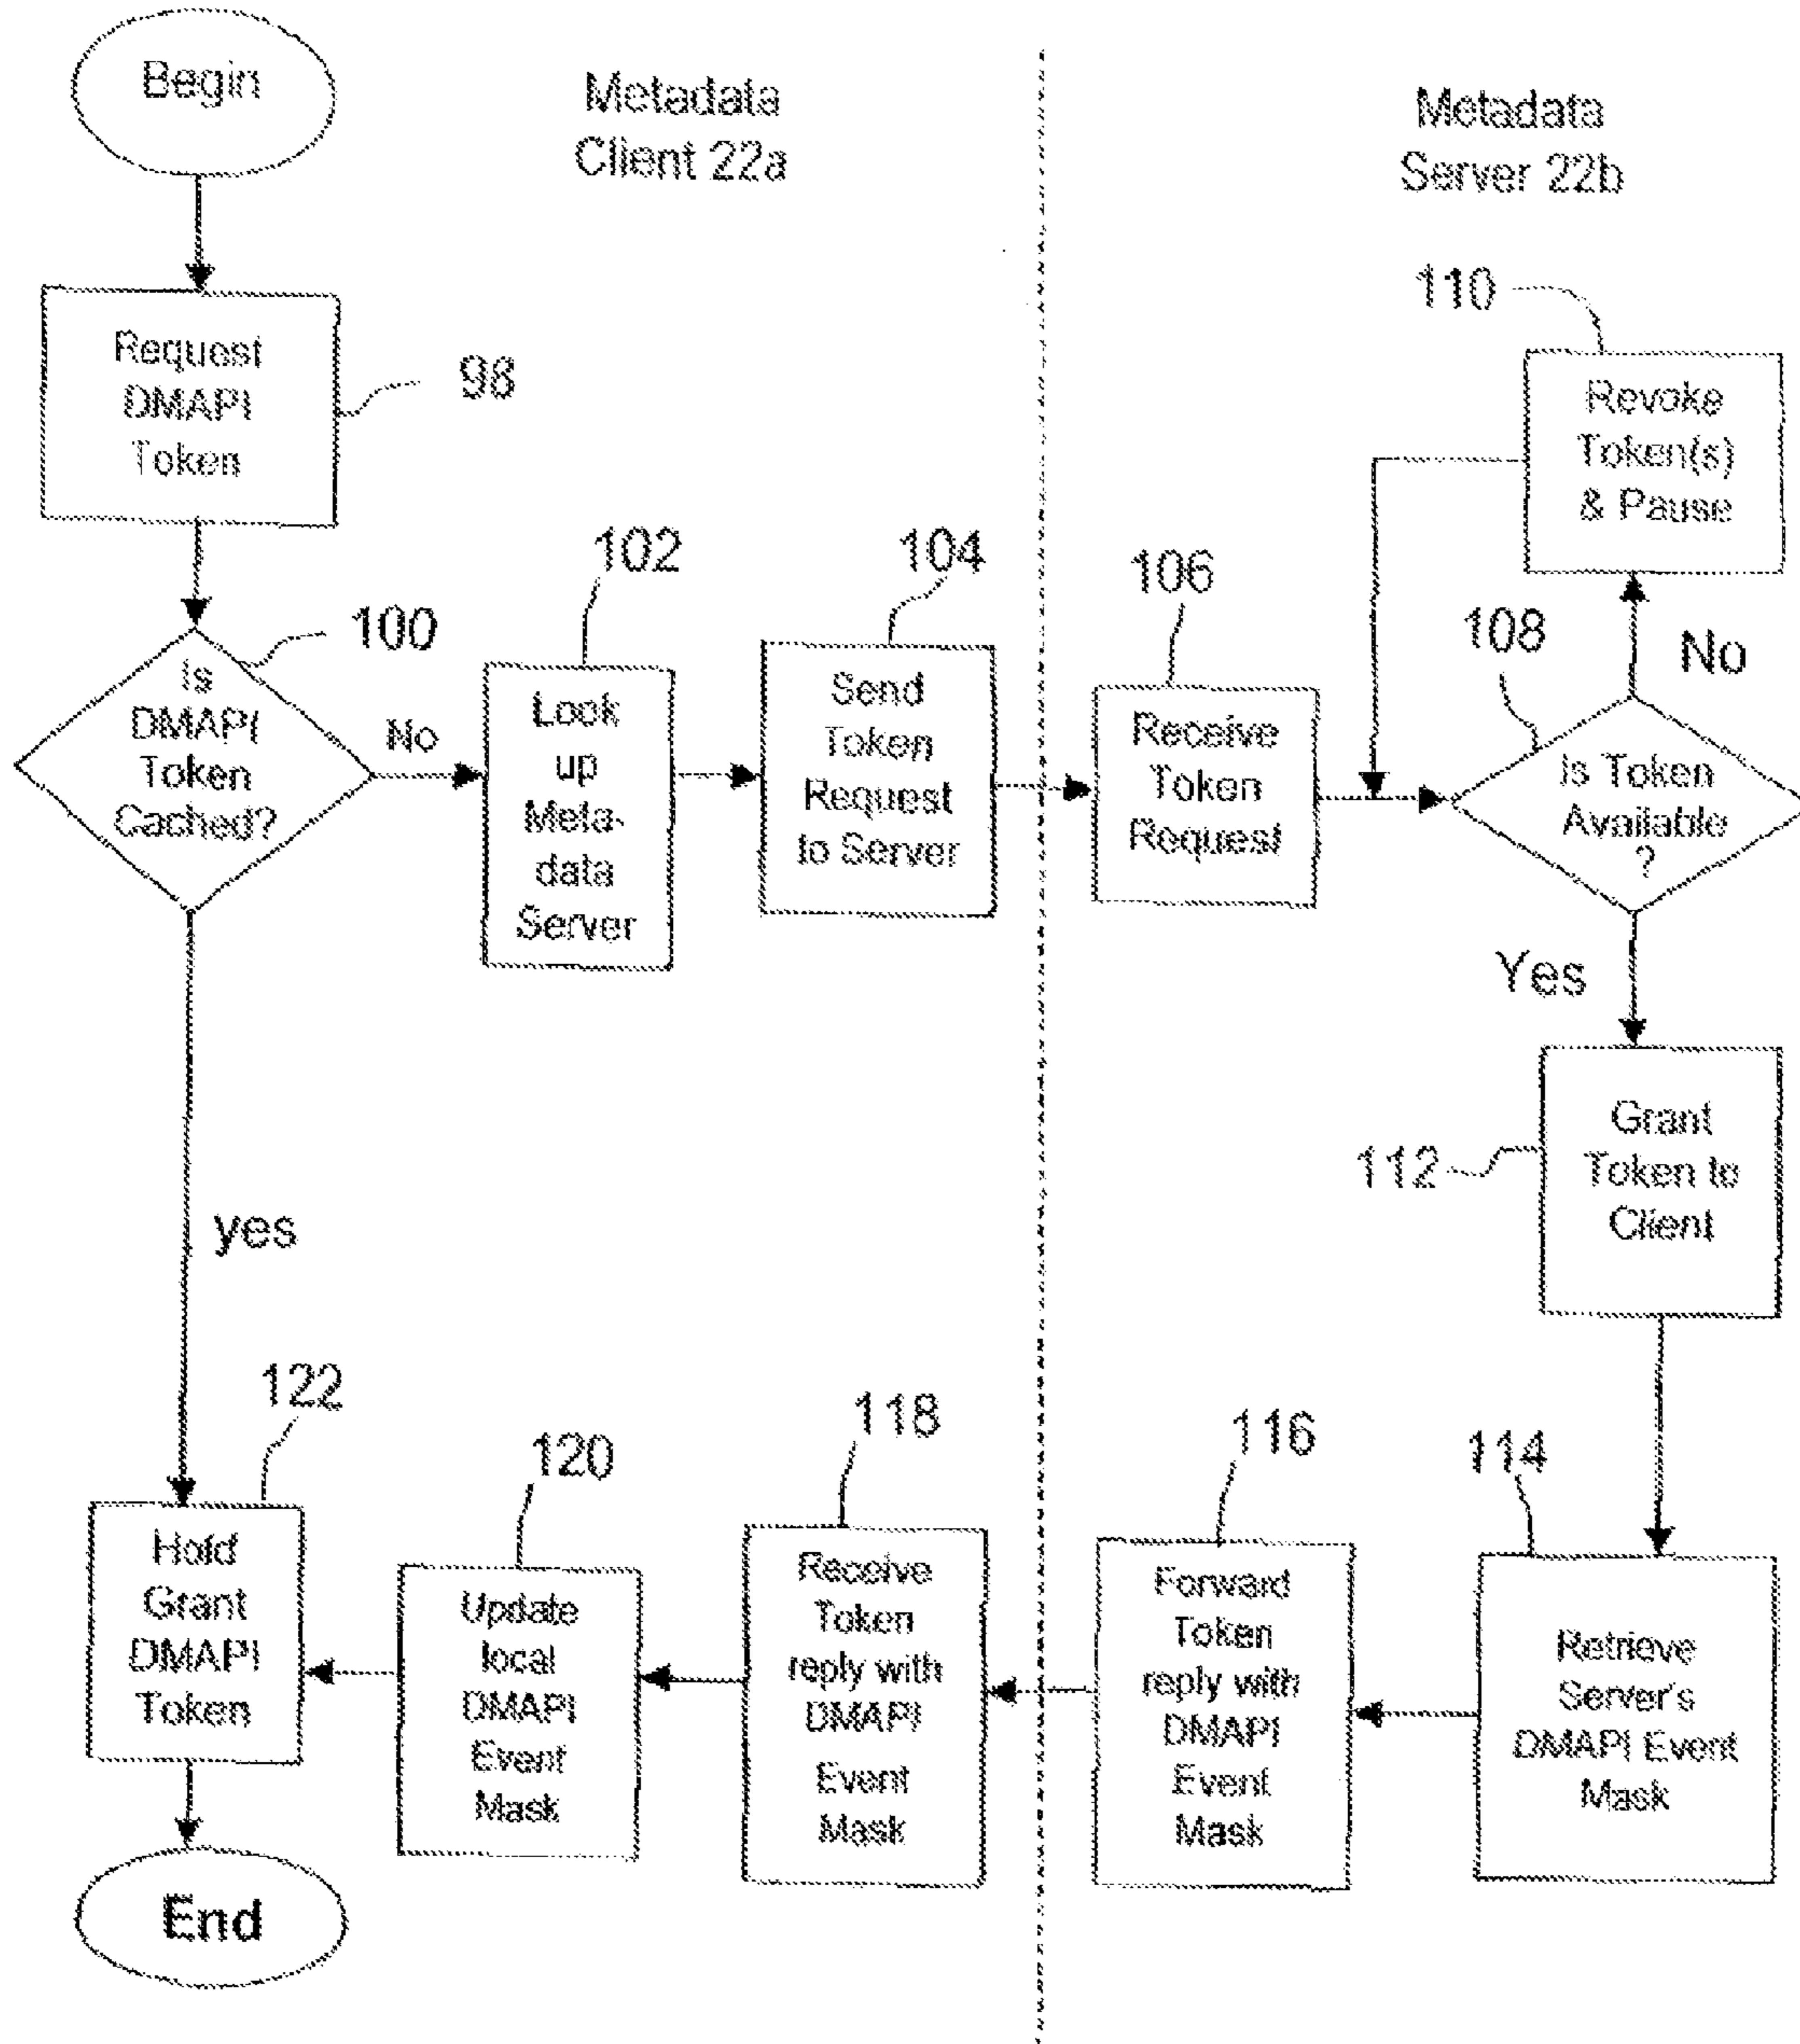 Begin
Metadata
Client 22a
Metadata
Server 22b
Request
DMAPI
Token
98
110
Revoke
Token(s)
& Pause
100
Is
DMAPI
Token
Cached?
No
102
Look
up
Meta-
data
Server
104
Send
Token
Request
to Server
106
Receive
Token
Request
108
No
Is Token
Available
?
Yes
yes
112
Grant
Token to
Client
122
Hold
Grant
DMAPI
Token
120
Update
local
DMAPI
Event
Mask
118
Receive
Token
reply with
DMAPI
Event
Mask
116
Forward
Token
reply with
DMAPI
Event
Mask
114
Retrieve
Server's
DMAPI Event
Mask
End